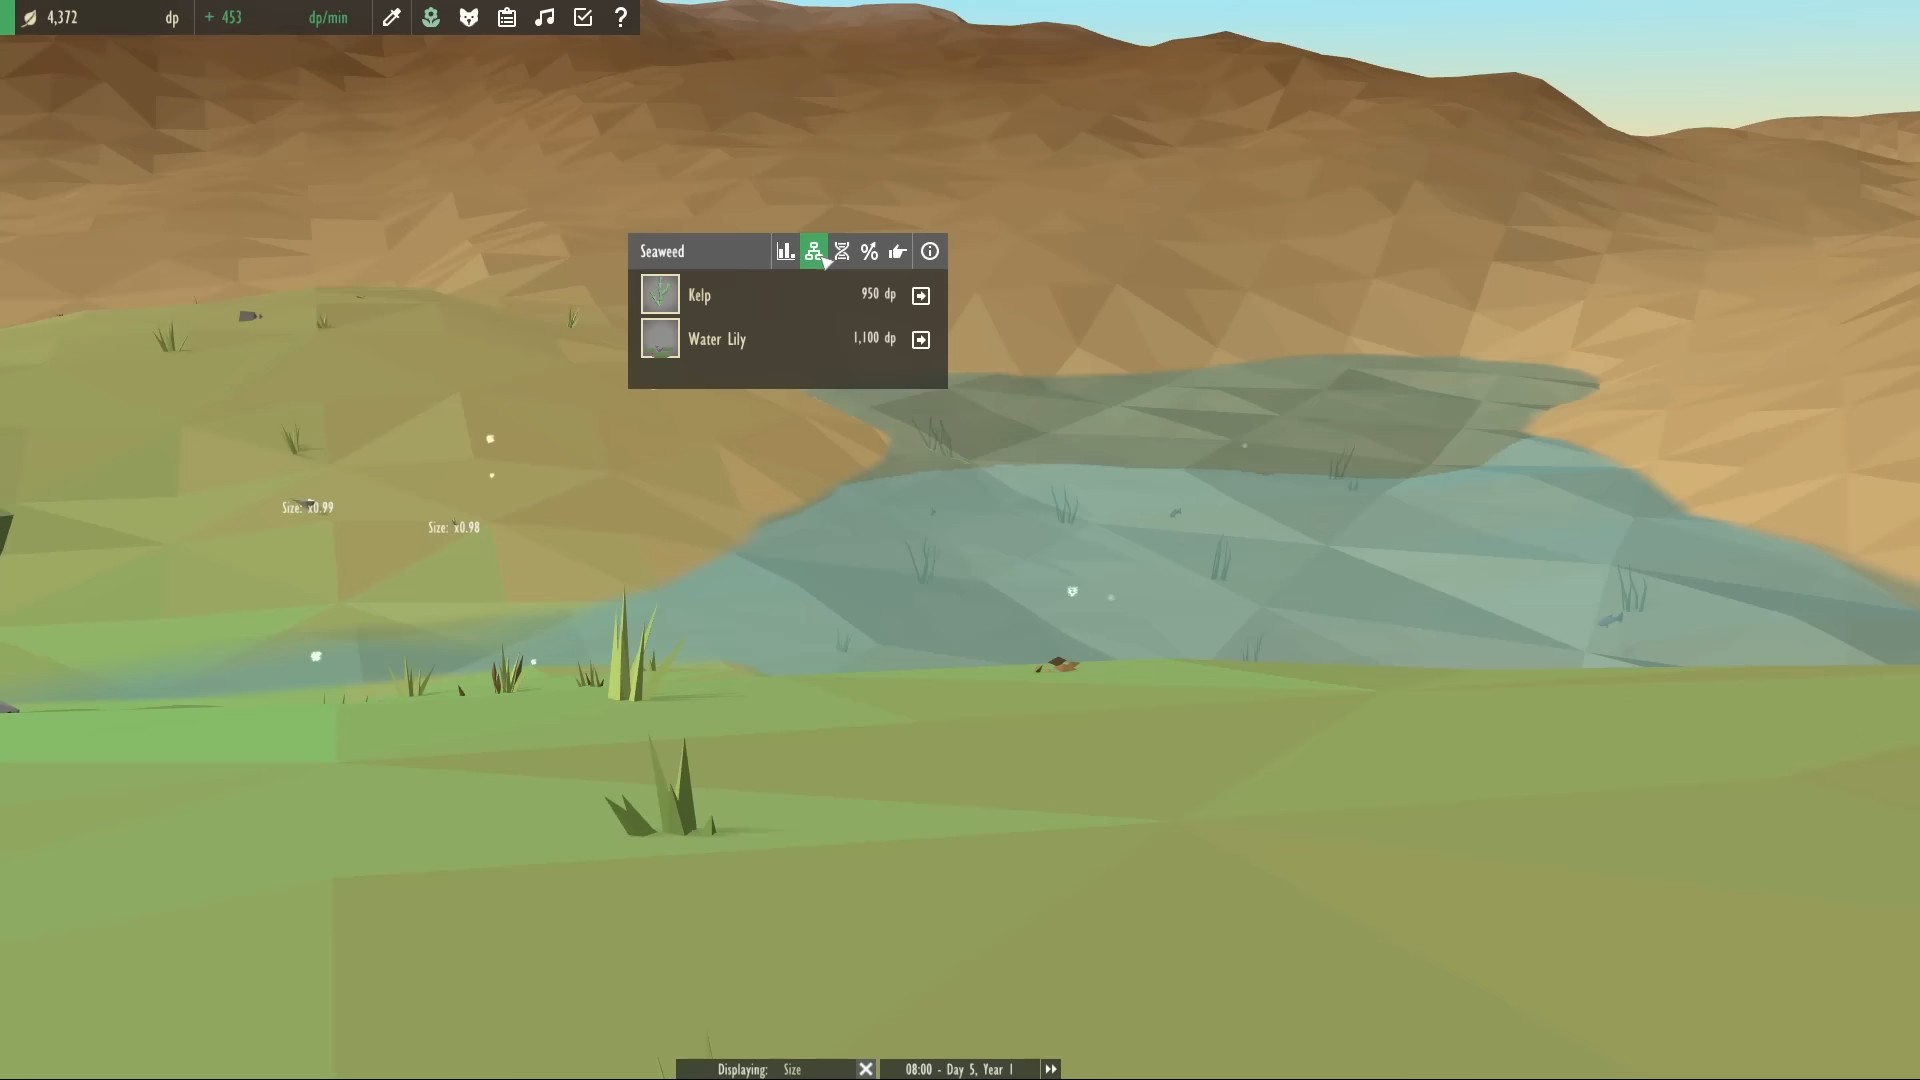 4,372 dp + 453 dp/min ?
Seaweed
Kelp 950 dp
Water Lily 1,100 dp
Size: x0.99
Size: x0.98
Displaying: Size 08:00 - Day 5, Year 1